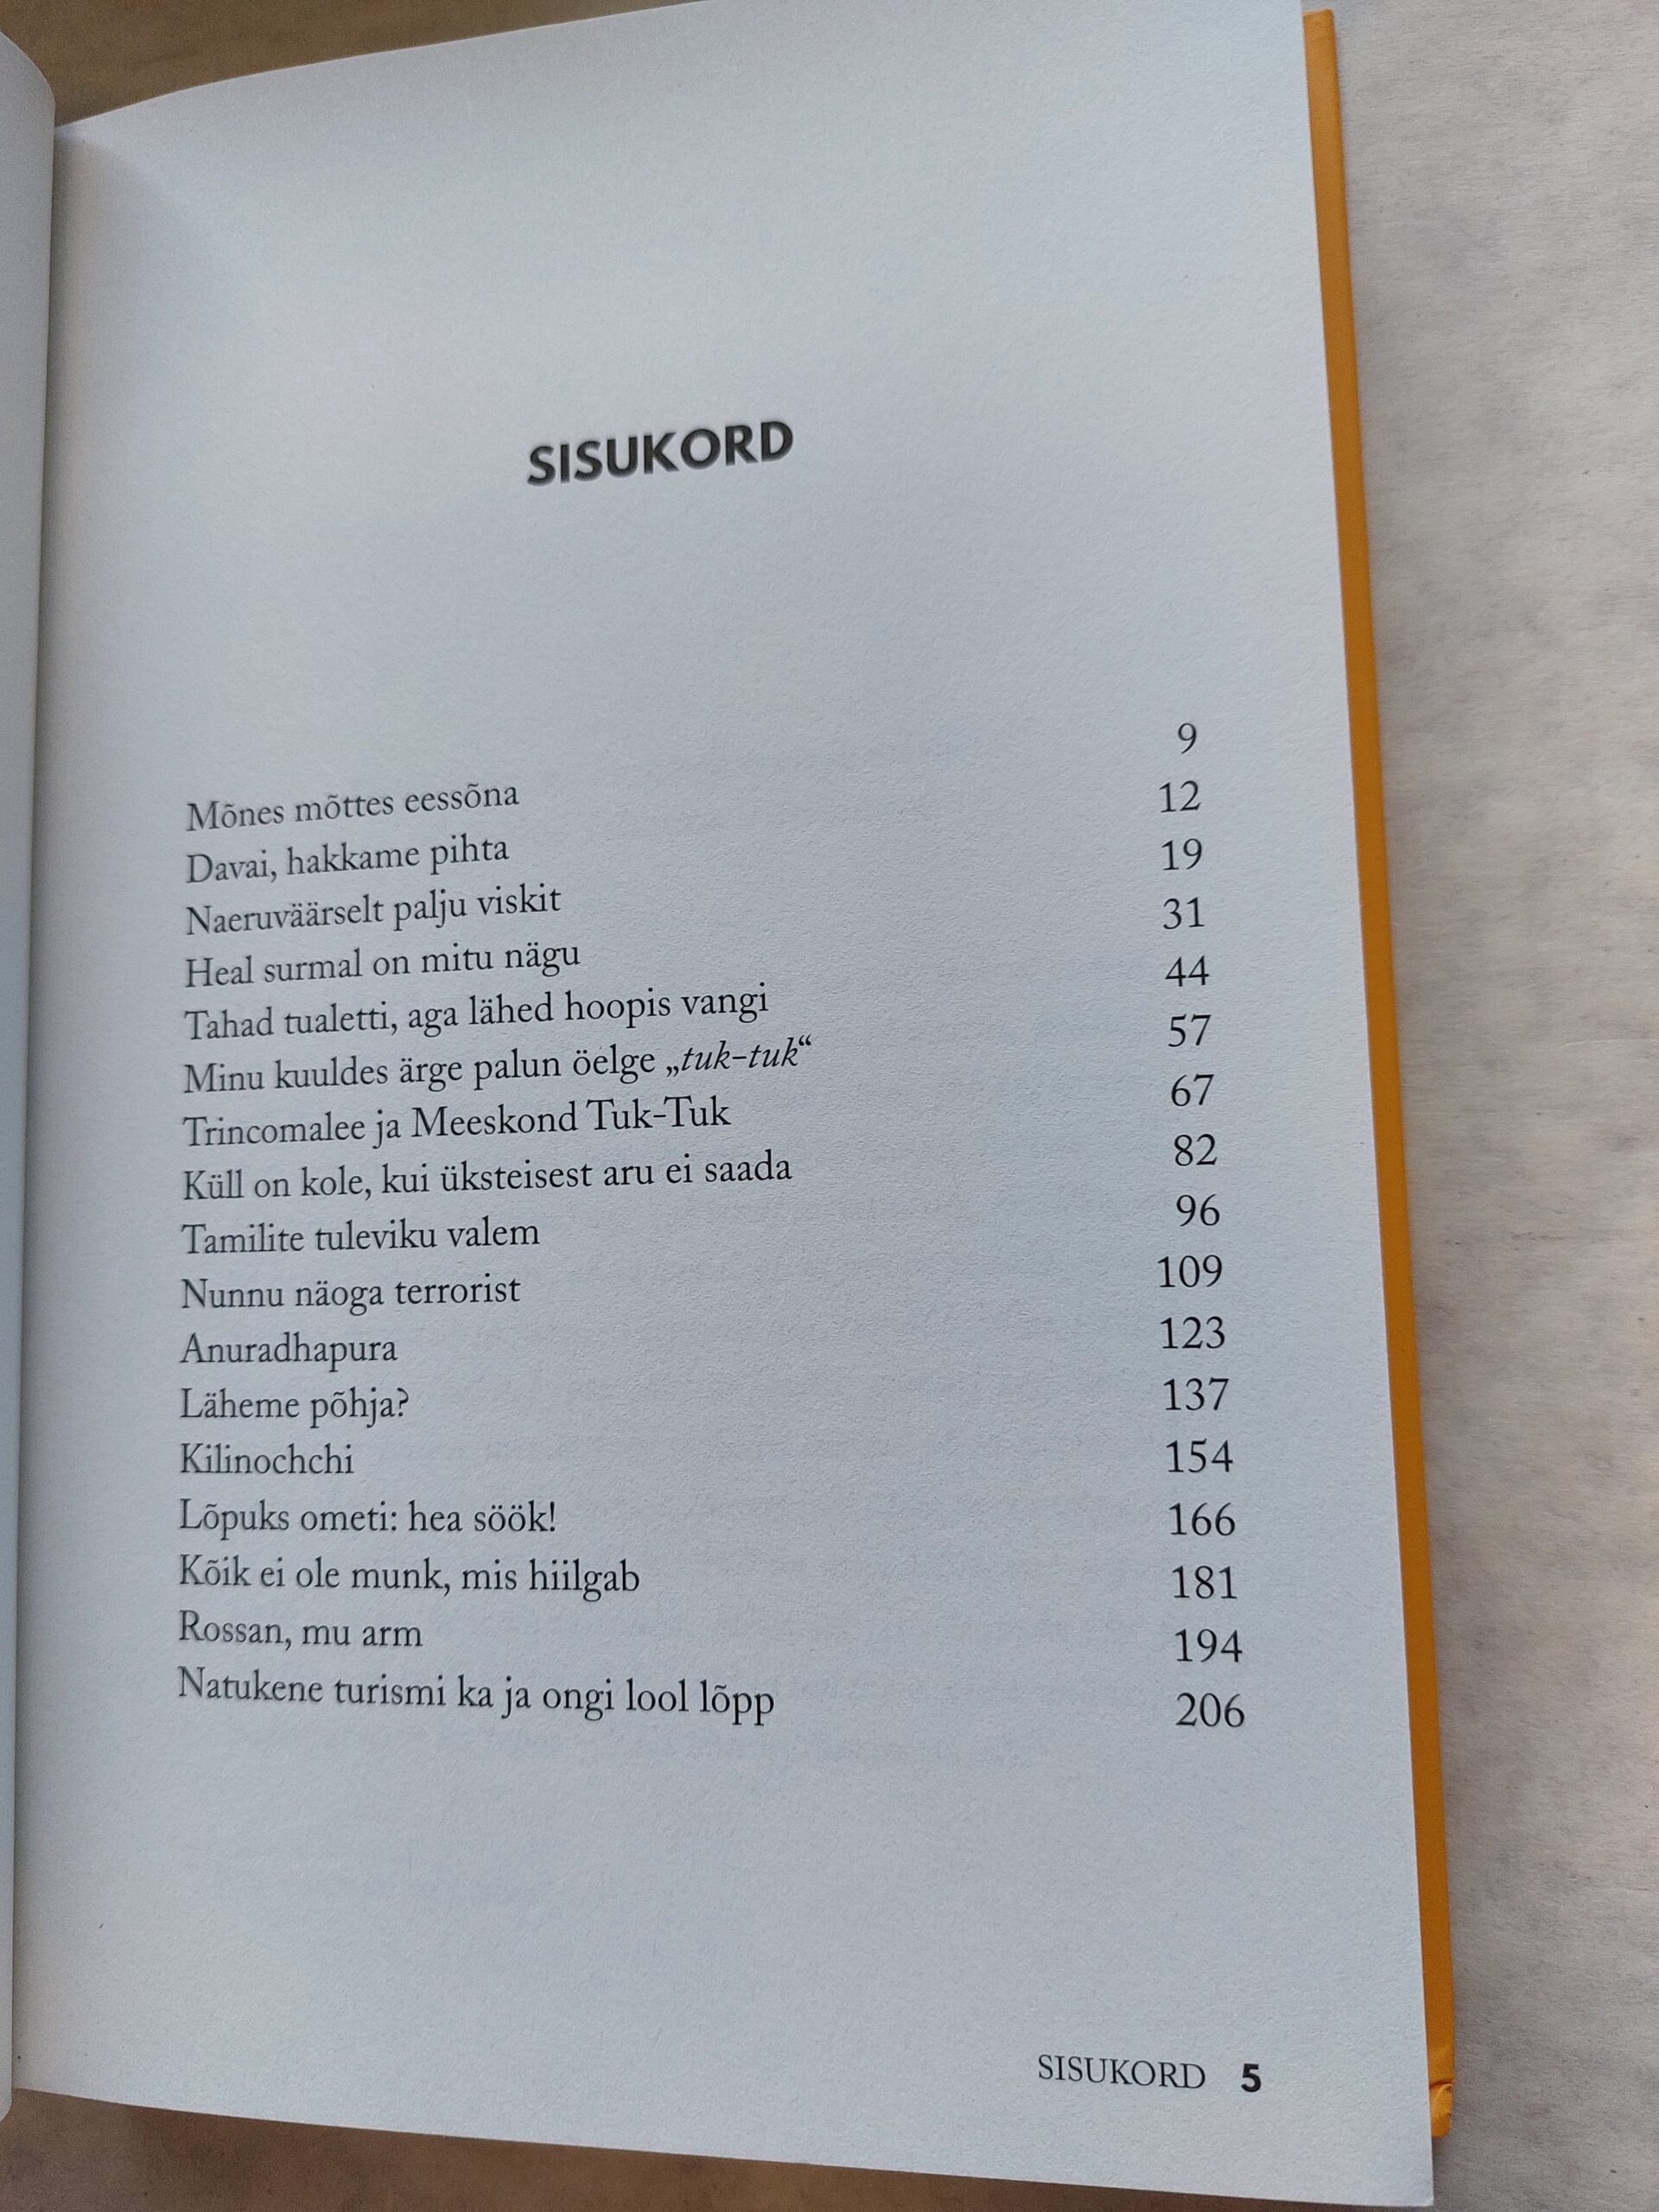 SISUKORD
Mõnes mõttes eessõna 9
Davai, hakkame pihta 12
Naeruväärselt palju viskit 19
Heal surmal on mitu nägu 31
Tahad tualetti, aga lähed hoopis vangi 44
Minu kuuldes ärge palun öelge „tuk-tuk“ 57
Trincomalee ja Meeskond Tuk-Tuk 67
Küll on kole, kui üksteisest aru ei saada 82
Tamilite tuleviku valem 96
Nunnu näoga terrorist 109
Anuradhapura 123
Läheme põhja? 137
Kilinochchi 154
Lõpuks ometi: hea söök! 166
Kõik ei ole munk, mis hiilgab 181
Rossan, mu arm 194
Natukene turismi ka ja ongi lool lõpp 206
SISUKORD 5